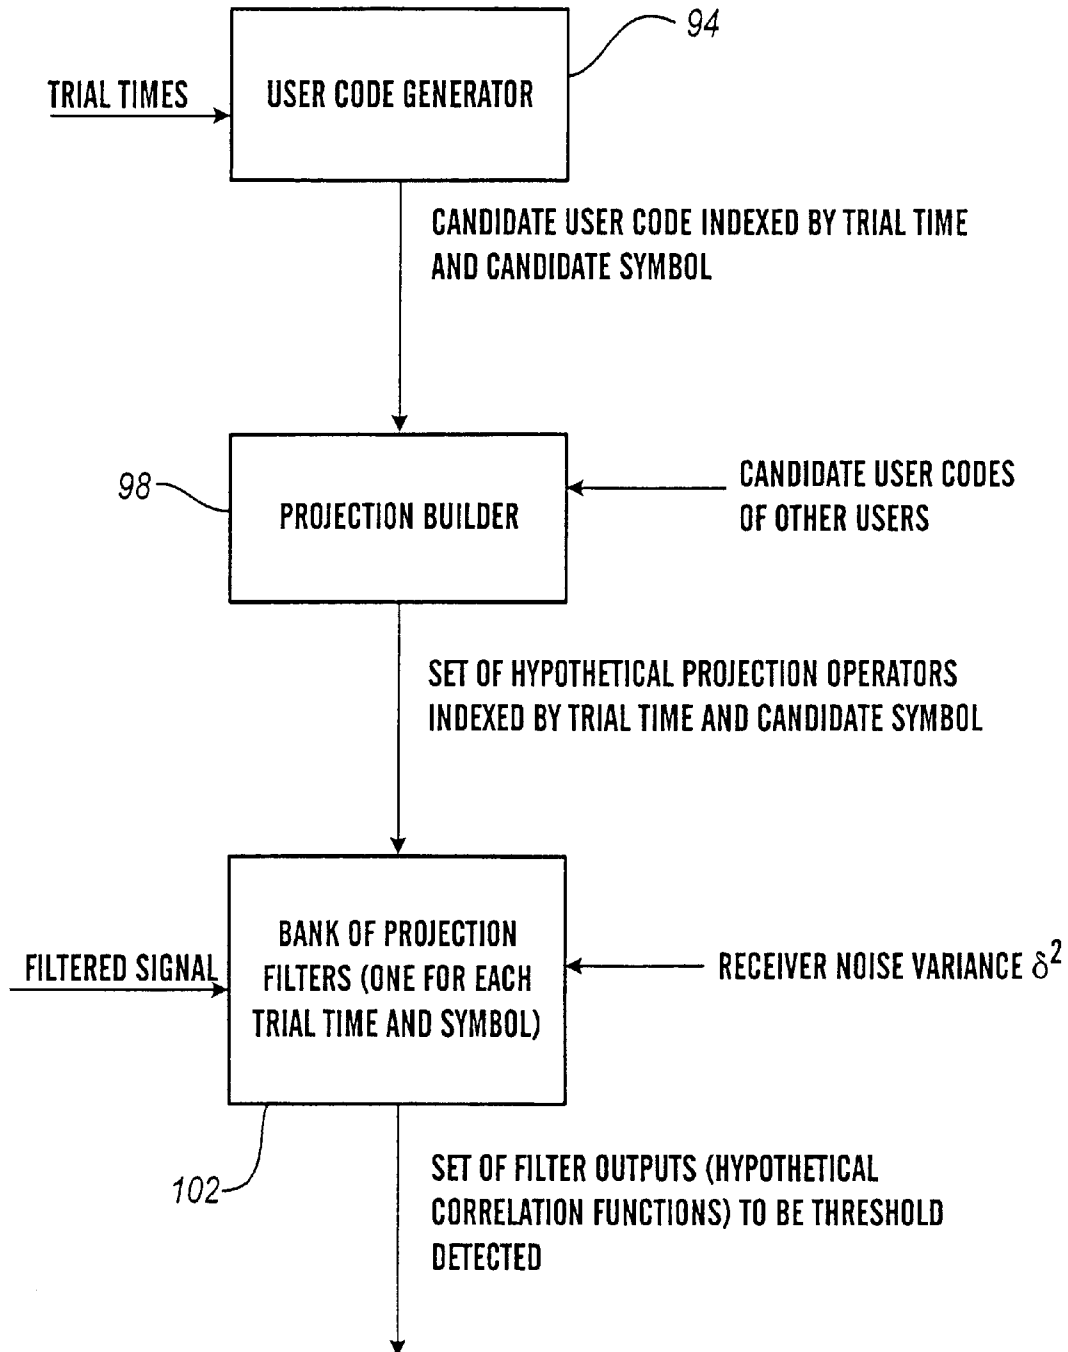 94
TRIAL TIMES
USER CODE GENERATOR
CANDIDATE USER CODE INDEXED BY TRIAL TIME
AND CANDIDATE SYMBOL
98
PROJECTION BUILDER
CANDIDATE USER CODES
OF OTHER USERS
SET OF HYPOTHETICAL PROJECTION OPERATORS
INDEXED BY TRIAL TIME AND CANDIDATE SYMBOL
FILTERED SIGNAL
BANK OF PROJECTION
FILTERS (ONE FOR EACH
TRIAL TIME AND SYMBOL)
RECEIVER NOISE VARIANCE δ²
102
SET OF FILTER OUTPUTS (HYPOTHETICAL
CORRELATION FUNCTIONS) TO BE THRESHOLD
DETECTED